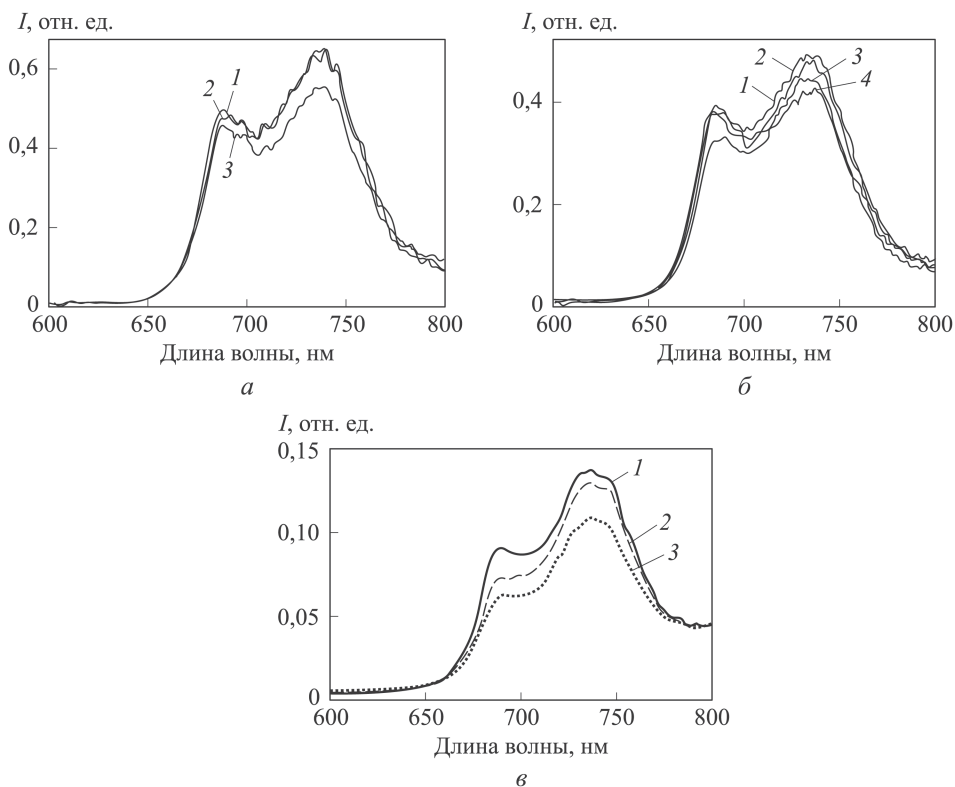 I, отн. ед.
0,6
0,4
0,2
0
1
2
3
600 650 700 750 800
Длина волны, нм
а
I, отн. ед.
0,4
0,2
0
2
3
1
4
600 650 700 750 800
Длина волны, нм
б
I, отн. ед.
0,15
0,10
0,05
0
1
2
3
600 650 700 750 800
Длина волны, нм
в